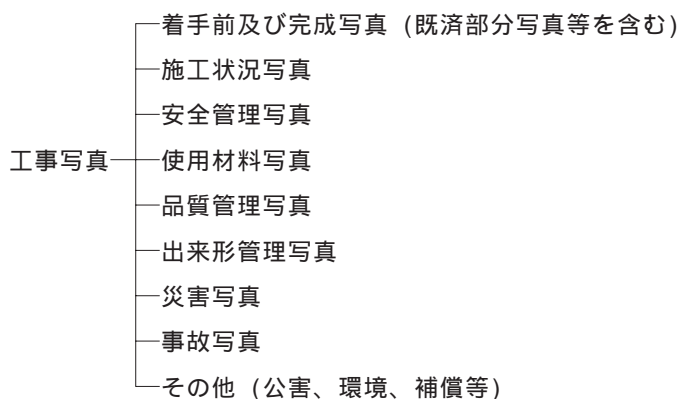 着手前及び完成写真（既済部分写真等を含む）
施工状況写真
安全管理写真
工事写真 使用材料写真
品質管理写真
出来形管理写真
災害写真
事故写真
その他（公害、環境、補償等）